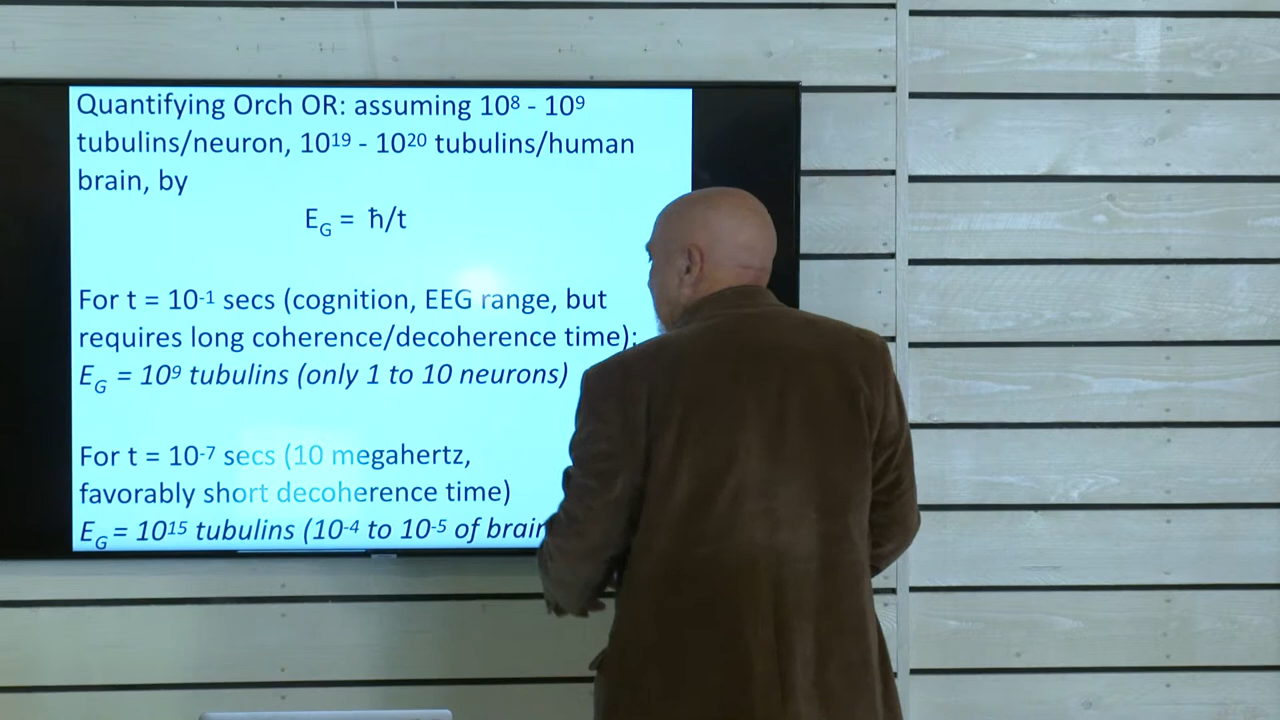 Quantifying Orch OR: assuming 10⁸ - 10⁹
tubulins/neuron, 10¹⁹ - 10²⁰ tubulins/human
brain, by
E_G = ħ/t
For t = 10⁻¹ secs (cognition, EEG range, but
requires long coherence/decoherence time):
E_G = 10⁹ tubulins (only 1 to 10 neurons)
For t = 10⁻⁷ secs (10 megahertz,
favorably short decoherence time)
E_G = 10¹⁵ tubulins (10⁻⁴ to 10⁻⁵ of brain